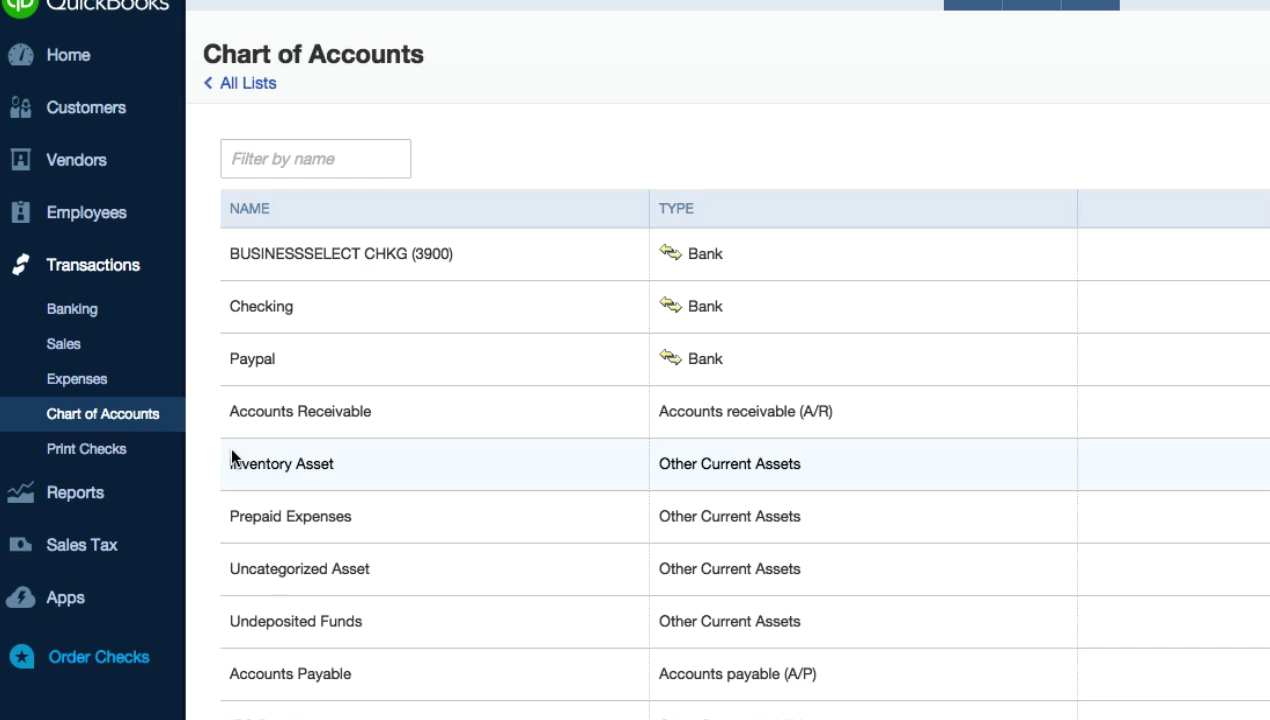 QuickBooks
Home
Customers
Vendors
Employees
Transactions
Banking
Sales
Expenses
Chart of Accounts
Print Checks
Reports
Sales Tax
Apps
Order Checks
Chart of Accounts
< All Lists
Filter by name
NAME TYPE
BUSINESSSELECT CHKG (3900) Bank
Checking Bank
Paypal Bank
Accounts Receivable Accounts receivable (A/R)
Inventory Asset Other Current Assets
Prepaid Expenses Other Current Assets
Uncategorized Asset Other Current Assets
Undeposited Funds Other Current Assets
Accounts Payable Accounts payable (A/P)